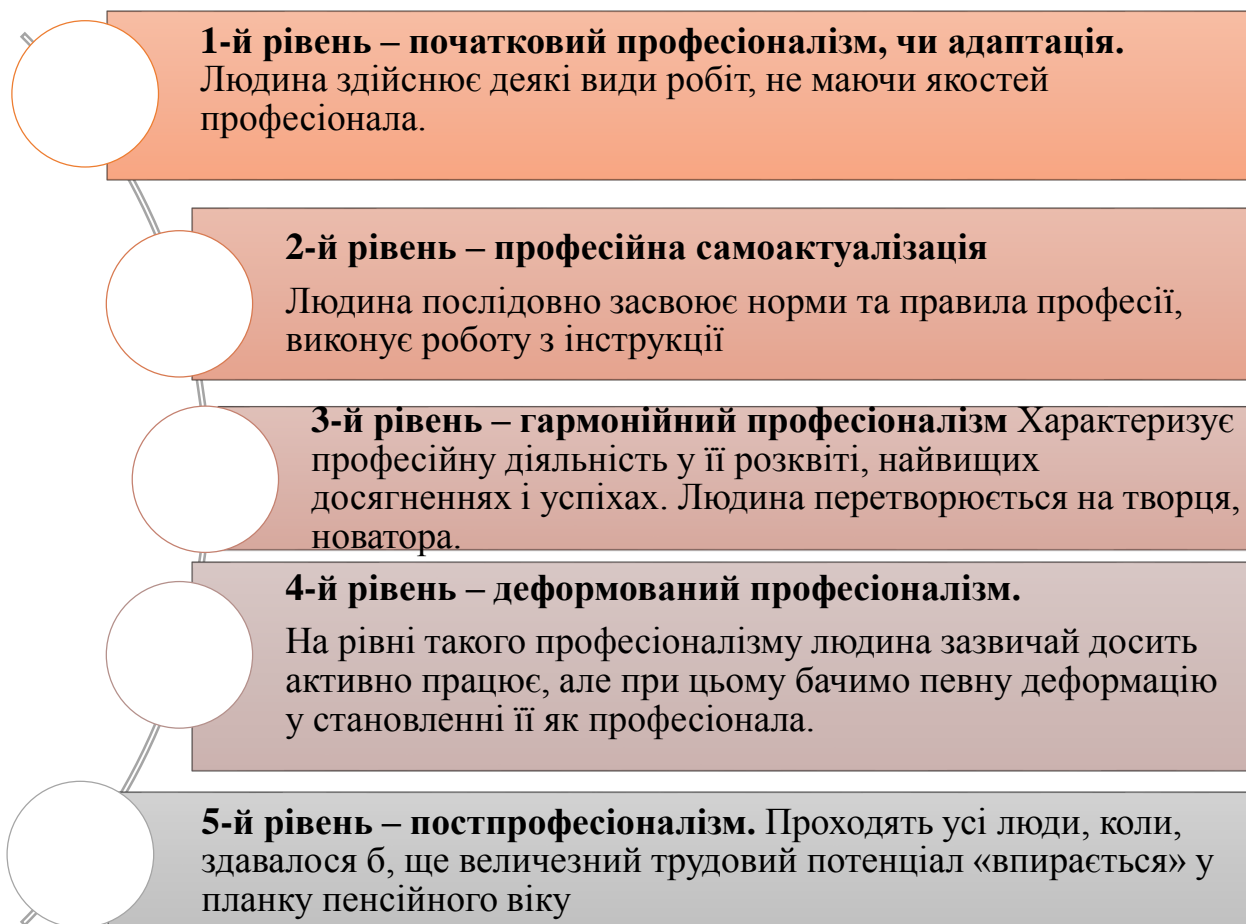 1-й рівень – початковий професіоналізм, чи адаптація.
Людина здійснює деякі види робіт, не маючи якостей
професіонала.
2-й рівень – професійна самоактуалізація
Людина послідовно засвоює норми та правила професії,
виконує роботу з інструкції
3-й рівень – гармонійний професіоналізм Характеризує
професійну діяльність у її розквіті, найвищих
досягненнях і успіхах. Людина перетворюється на творця,
новатора.
4-й рівень – деформований професіоналізм.
На рівні такого професіоналізму людина зазвичай досить
активно працює, але при цьому бачимо певну деформацію
у становленні її як професіонала.
5-й рівень – постпрофесіоналізм. Проходять усі люди, коли,
здавалося б, ще величезний трудовий потенціал «впирається» у
планку пенсійного віку